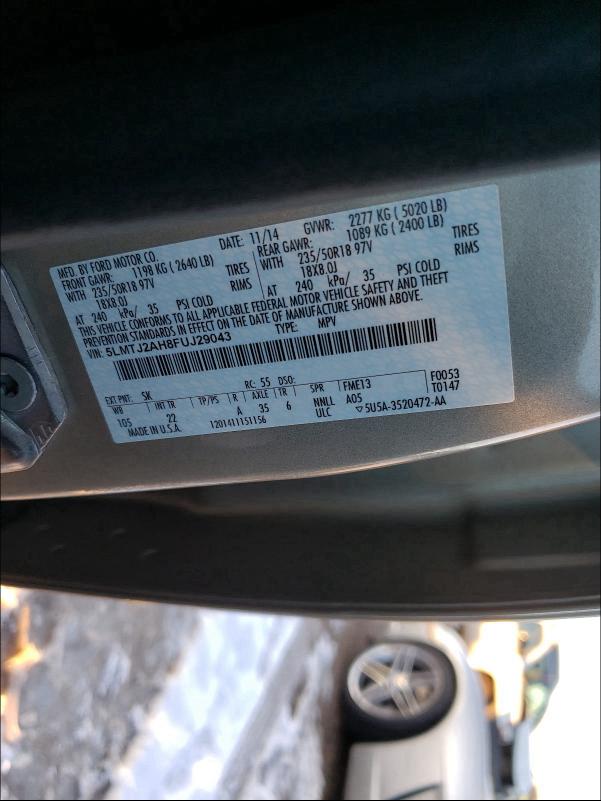 MFD. BY FORD MOTOR CO. DATE: 11/14 GVWR: 2277 KG ( 5020 LB)
FRONT GAWR: 1198 KG ( 2640 LB) REAR GAWR: 1089 KG ( 2400 LB)
WITH 235/50R18 97V TIRES WITH 235/50R18 97V TIRES
18X8.0J RIMS 18X8.0J RIMS
AT 240 kPa/ 35 PSI COLD AT 240 kPa/ 35 PSI COLD
THIS VEHICLE CONFORMS TO ALL APPLICABLE FEDERAL MOTOR VEHICLE SAFETY AND THEFT
PREVENTION STANDARDS IN EFFECT ON THE DATE OF MANUFACTURE SHOWN ABOVE.
VIN: 5LMTJ2AH8FUJ29043 TYPE: MPV
EXT PNT: SK RC: 55 DSO: F0053
WB INT TR TP/PS R AXLE TR SPR FME13 T0147
105 22 A 35 6 NNLL A05
MADE IN U.S.A. 1201411151156 ULC ▽5U5A-3520472-AA